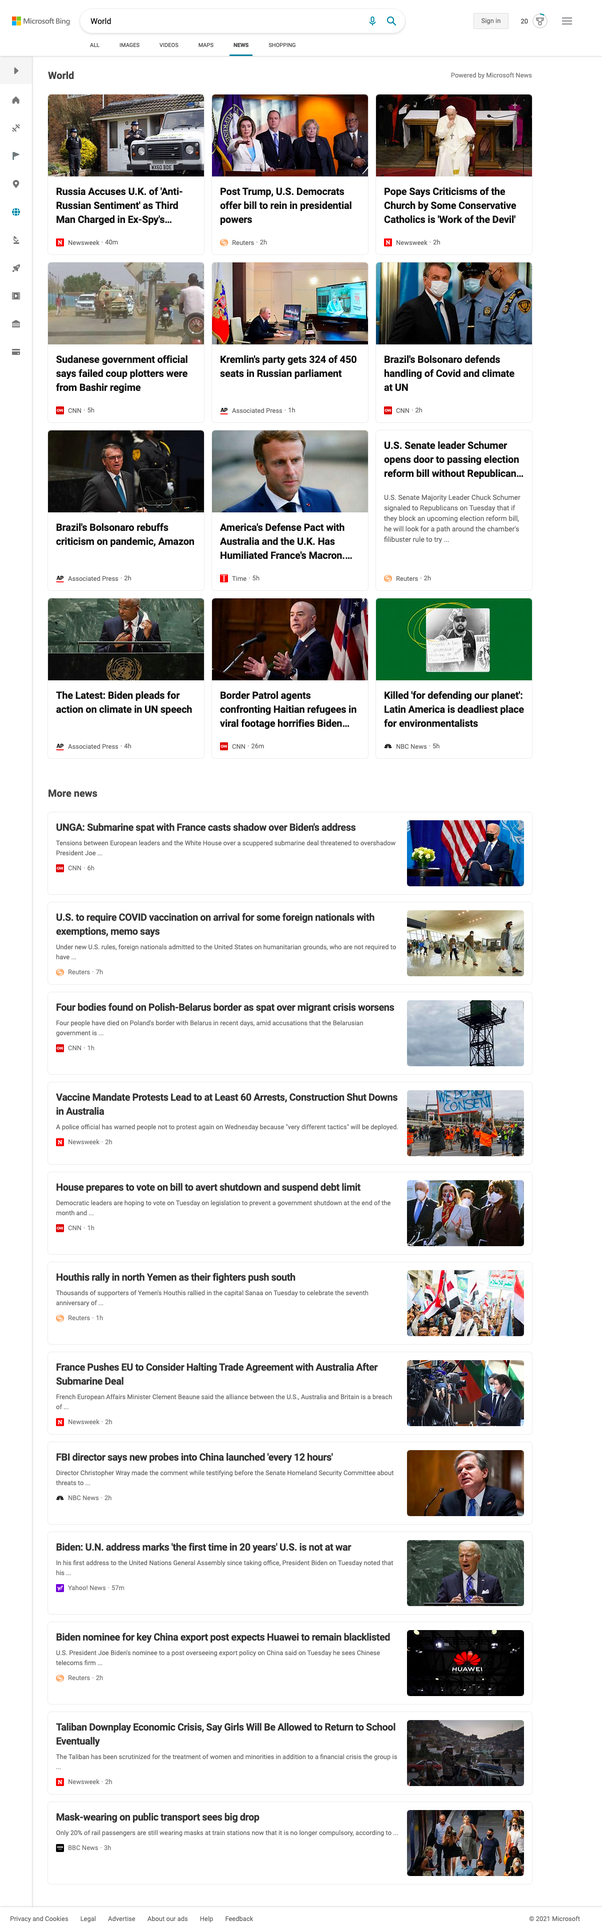 Microsoft Bing
World
Sign in
20
ALL
IMAGES
VIDEOS
MAPS
NEWS
SHOPPING
World
Powered by Microsoft News
Russia Accuses U.K. of 'Anti-
Russian Sentiment' as Third
Man Charged in Ex-Spy's...
N Newsweek · 40m
Post Trump, U.S. Democrats
offer bill to rein in presidential
powers
Reuters · 2h
Pope Says Criticisms of the
Church by Some Conservative
Catholics is 'Work of the Devil'
N Newsweek · 2h
Sudanese government official
says failed coup plotters were
from Bashir regime
CNN CNN · 5h
Kremlin's party gets 324 of 450
seats in Russian parliament
AP Associated Press · 1h
Brazil's Bolsonaro defends
handling of Covid and climate
at UN
CNN CNN · 2h
Brazil's Bolsonaro rebuffs
criticism on pandemic, Amazon
AP Associated Press · 2h
America's Defense Pact with
Australia and the U.K. Has
Humiliated France's Macron....
T Time · 5h
U.S. Senate leader Schumer
opens door to passing election
reform bill without Republican...
U.S. Senate Majority Leader Chuck Schumer
signaled to Republicans on Tuesday that if
they block an upcoming election reform bill,
he will look for a path around the chamber's
filibuster rule to try ...
Reuters · 2h
The Latest: Biden pleads for
action on climate in UN speech
AP Associated Press · 4h
Border Patrol agents
confronting Haitian refugees in
viral footage horrifies Biden...
CNN CNN · 26m
Killed 'for defending our planet':
Latin America is deadliest place
for environmentalists
NBC News · 5h
More news
UNGA: Submarine spat with France casts shadow over Biden's address
Tensions between European leaders and the White House over a scuppered submarine deal threatened to overshadow
President Joe ...
CNN CNN · 6h
U.S. to require COVID vaccination on arrival for some foreign nationals with
exemptions, memo says
Under new U.S. rules, foreign nationals admitted to the United States on humanitarian grounds, who are not required to
have ...
Reuters · 7h
Four bodies found on Polish-Belarus border as spat over migrant crisis worsens
Four people have died on Poland's border with Belarus in recent days, amid accusations that the Belarusian
government is ...
CNN CNN · 1h
Vaccine Mandate Protests Lead to at Least 60 Arrests, Construction Shut Downs
in Australia
A police official has warned people not to protest again on Wednesday because "very different tactics" will be deployed.
N Newsweek · 2h
WE DO NOT
CONSENT
House prepares to vote on bill to avert shutdown and suspend debt limit
Democratic leaders are hoping to vote on Tuesday on legislation to prevent a government shutdown at the end of the
month and ...
CNN CNN · 1h
Houthis rally in north Yemen as their fighters push south
Thousands of supporters of Yemen's Houthis rallied in the capital Sanaa on Tuesday to celebrate the seventh
anniversary of ...
Reuters · 1h
France Pushes EU to Consider Halting Trade Agreement with Australia After
Submarine Deal
French European Affairs Minister Clement Beaune said the alliance between the U.S., Australia and Britain is a breach
of ...
N Newsweek · 2h
FBI director says new probes into China launched 'every 12 hours'
Director Christopher Wray made the comment while testifying before the Senate Homeland Security Committee about
threats to ...
NBC News · 2h
Biden: U.N. address marks 'the first time in 20 years' U.S. is not at war
In his first address to the United Nations General Assembly since taking office, President Biden on Tuesday noted that
his ...
Yahoo! News · 57m
Biden nominee for key China export post expects Huawei to remain blacklisted
U.S. President Joe Biden's nominee to a post overseeing export policy on China said on Tuesday he sees Chinese
telecoms firm ...
Reuters · 2h
HUAWEI
Taliban Downplay Economic Crisis, Say Girls Will Be Allowed to Return to School
Eventually
The Taliban has been scrutinized for the treatment of women and minorities in addition to a financial crisis the group is
...
N Newsweek · 2h
Mask-wearing on public transport sees big drop
Only 20% of rail passengers are still wearing masks at train stations now that it is no longer compulsory, according to ...
BBC News · 3h
Privacy and Cookies
Legal
Advertise
About our ads
Help
Feedback
© 2021 Microsoft